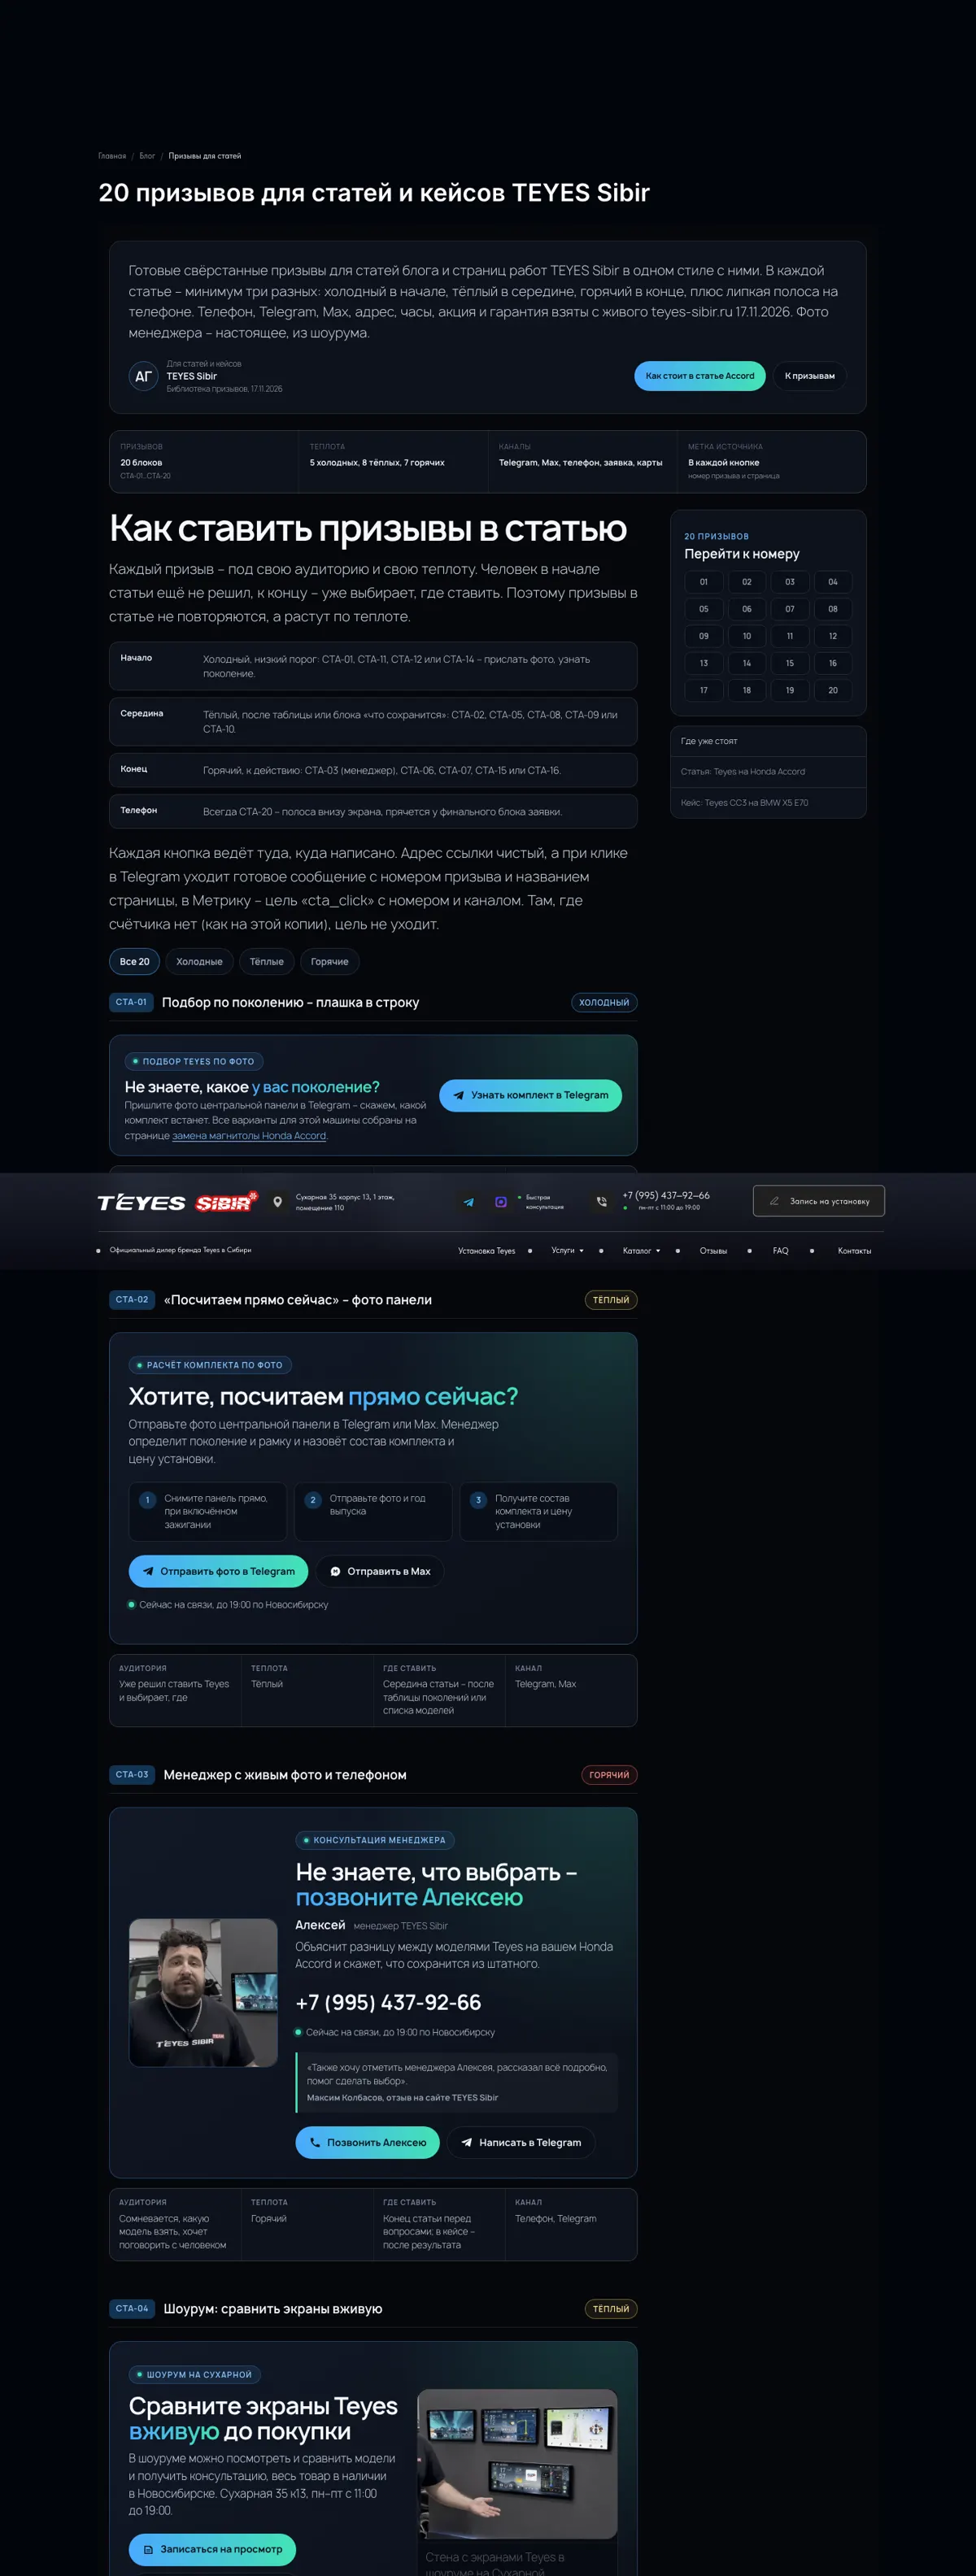 Главная / Блог / Призывы для статей
20 призывов для статей и кейсов TEYES Sibir
Готовые свёрстанные призывы для статей блога и страниц работ TEYES Sibir в одном стиле с ними. В каждой
статье – минимум три разных: холодный в начале, тёплый в середине, горячий в конце, плюс липкая полоса на
телефоне. Телефон, Telegram, Max, адрес, часы, акция и гарантия взяты с живого teyes-sibir.ru 17.11.2026. Фото
менеджера – настоящее, из шоурума.
АГ
Для статей и кейсов
TEYES Sibir
Библиотека призывов, 17.11.2026
Как стоит в статье Accord
К призывам
ПРИЗЫВОВ
20 блоков
CTA-01…CTA-20
ТЕПЛОТА
5 холодных, 8 тёплых, 7 горячих
КАНАЛЫ
Telegram, Max, телефон, заявка, карты
МЕТКА ИСТОЧНИКА
В каждой кнопке
номер призыва и страница
Как ставить призывы в статью
Каждый призыв – под свою аудиторию и свою теплоту. Человек в начале
статьи ещё не решил, к концу – уже выбирает, где ставить. Поэтому призывы в
статье не повторяются, а растут по теплоте.
Начало
Холодный, низкий порог: CTA-01, CTA-11, CTA-12 или CTA-14 – прислать фото, узнать
поколение.
Середина
Тёплый, после таблицы или блока «что сохранится»: CTA-02, CTA-05, CTA-08, CTA-09 или
CTA-10.
Конец
Горячий, к действию: CTA-03 (менеджер), CTA-06, CTA-07, CTA-15 или CTA-16.
Телефон
Всегда CTA-20 – полоса внизу экрана, прячется у финального блока заявки.
Каждая кнопка ведёт туда, куда написано. Адрес ссылки чистый, а при клике
в Telegram уходит готовое сообщение с номером призыва и названием
страницы, в Метрику – цель «cta_click» с номером и каналом. Там, где
счётчика нет (как на этой копии), цель не уходит.
20 ПРИЗЫВОВ
Перейти к номеру
01 02 03 04
05 06 07 08
09 10 11 12
13 14 15 16
17 18 19 20
Где уже стоят
Статья: Teyes на Honda Accord
Кейс: Teyes CC3 на BMW X5 E70
Все 20
Холодные
Тёплые
Горячие
CTA-01
Подбор по поколению – плашка в строку
ХОЛОДНЫЙ
ПОДБОР TEYES ПО ФОТО
Не знаете, какое у вас поколение?
Пришлите фото центральной панели в Telegram – скажем, какой
комплект встанет. Все варианты для этой машины собраны на
странице замена магнитолы Honda Accord.
Узнать комплект в Telegram
TEYES SIBIR
Сухарная 35 корпус 13, 1 этаж,
помещение 110
Быстрая
консультация
+7 (995) 437–92–66
пн-пт с 11:00 до 19:00
Запись на установку
Официальный дилер бренда Teyes в Сибири
Установка Teyes
Услуги
Каталог
Отзывы
FAQ
Контакты
CTA-02
«Посчитаем прямо сейчас» – фото панели
ТЁПЛЫЙ
РАСЧЁТ КОМПЛЕКТА ПО ФОТО
Хотите, посчитаем прямо сейчас?
Отправьте фото центральной панели в Telegram или Max. Менеджер
определит поколение и рамку и назовёт состав комплекта и
цену установки.
1
Снимите панель прямо,
при включённом
зажигании
2
Отправьте фото и год
выпуска
3
Получите состав
комплекта и цену
установки
Отправить фото в Telegram
Отправить в Max
Сейчас на связи, до 19:00 по Новосибирску
АУДИТОРИЯ
Уже решил ставить Teyes
и выбирает, где
ТЕПЛОТА
Тёплый
ГДЕ СТАВИТЬ
Середина статьи – после
таблицы поколений или
списка моделей
КАНАЛ
Telegram, Max
CTA-03
Менеджер с живым фото и телефоном
ГОРЯЧИЙ
КОНСУЛЬТАЦИЯ МЕНЕДЖЕРА
Не знаете, что выбрать –
позвоните Алексею
Алексей менеджер TEYES Sibir
Объяснит разницу между моделями Teyes на вашем Honda
Accord и скажет, что сохранится из штатного.
+7 (995) 437-92-66
Сейчас на связи, до 19:00 по Новосибирску
«Также хочу отметить менеджера Алексея, рассказал всё подробно,
помог сделать выбор».
Максим Колбасов, отзыв на сайте TEYES Sibir
Позвонить Алексею
Написать в Telegram
TEYES SIBIR
АУДИТОРИЯ
Сомневается, какую
модель взять, хочет
поговорить с человеком
ТЕПЛОТА
Горячий
ГДЕ СТАВИТЬ
Конец статьи перед
вопросами; в кейсе –
после результата
КАНАЛ
Телефон, Telegram
CTA-04
Шоурум: сравнить экраны вживую
ТЁПЛЫЙ
ШОУРУМ НА СУХАРНОЙ
Сравните экраны Teyes
вживую до покупки
В шоуруме можно посмотреть и сравнить модели
и получить консультацию, весь товар в наличии
в Новосибирске. Сухарная 35 к13, пн–пт с 11:00
до 19:00.
Записаться на просмотр
Стена с экранами Teyes в
шоуруме на Сухарной